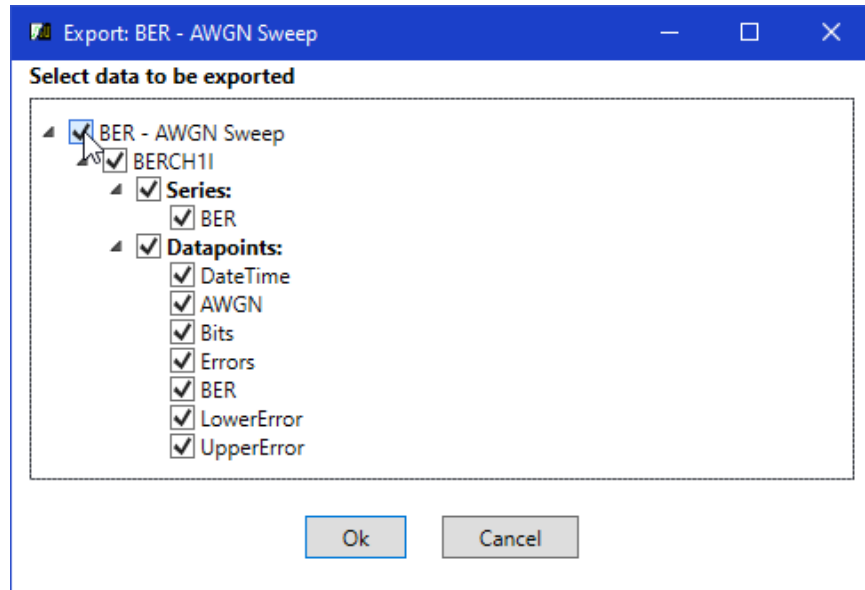 Export: BER - AWGN Sweep
Select data to be exported
BER - AWGN Sweep
BERCH1I
Series:
BER
Datapoints:
DateTime
AWGN
Bits
Errors
BER
LowerError
UpperError
Ok Cancel